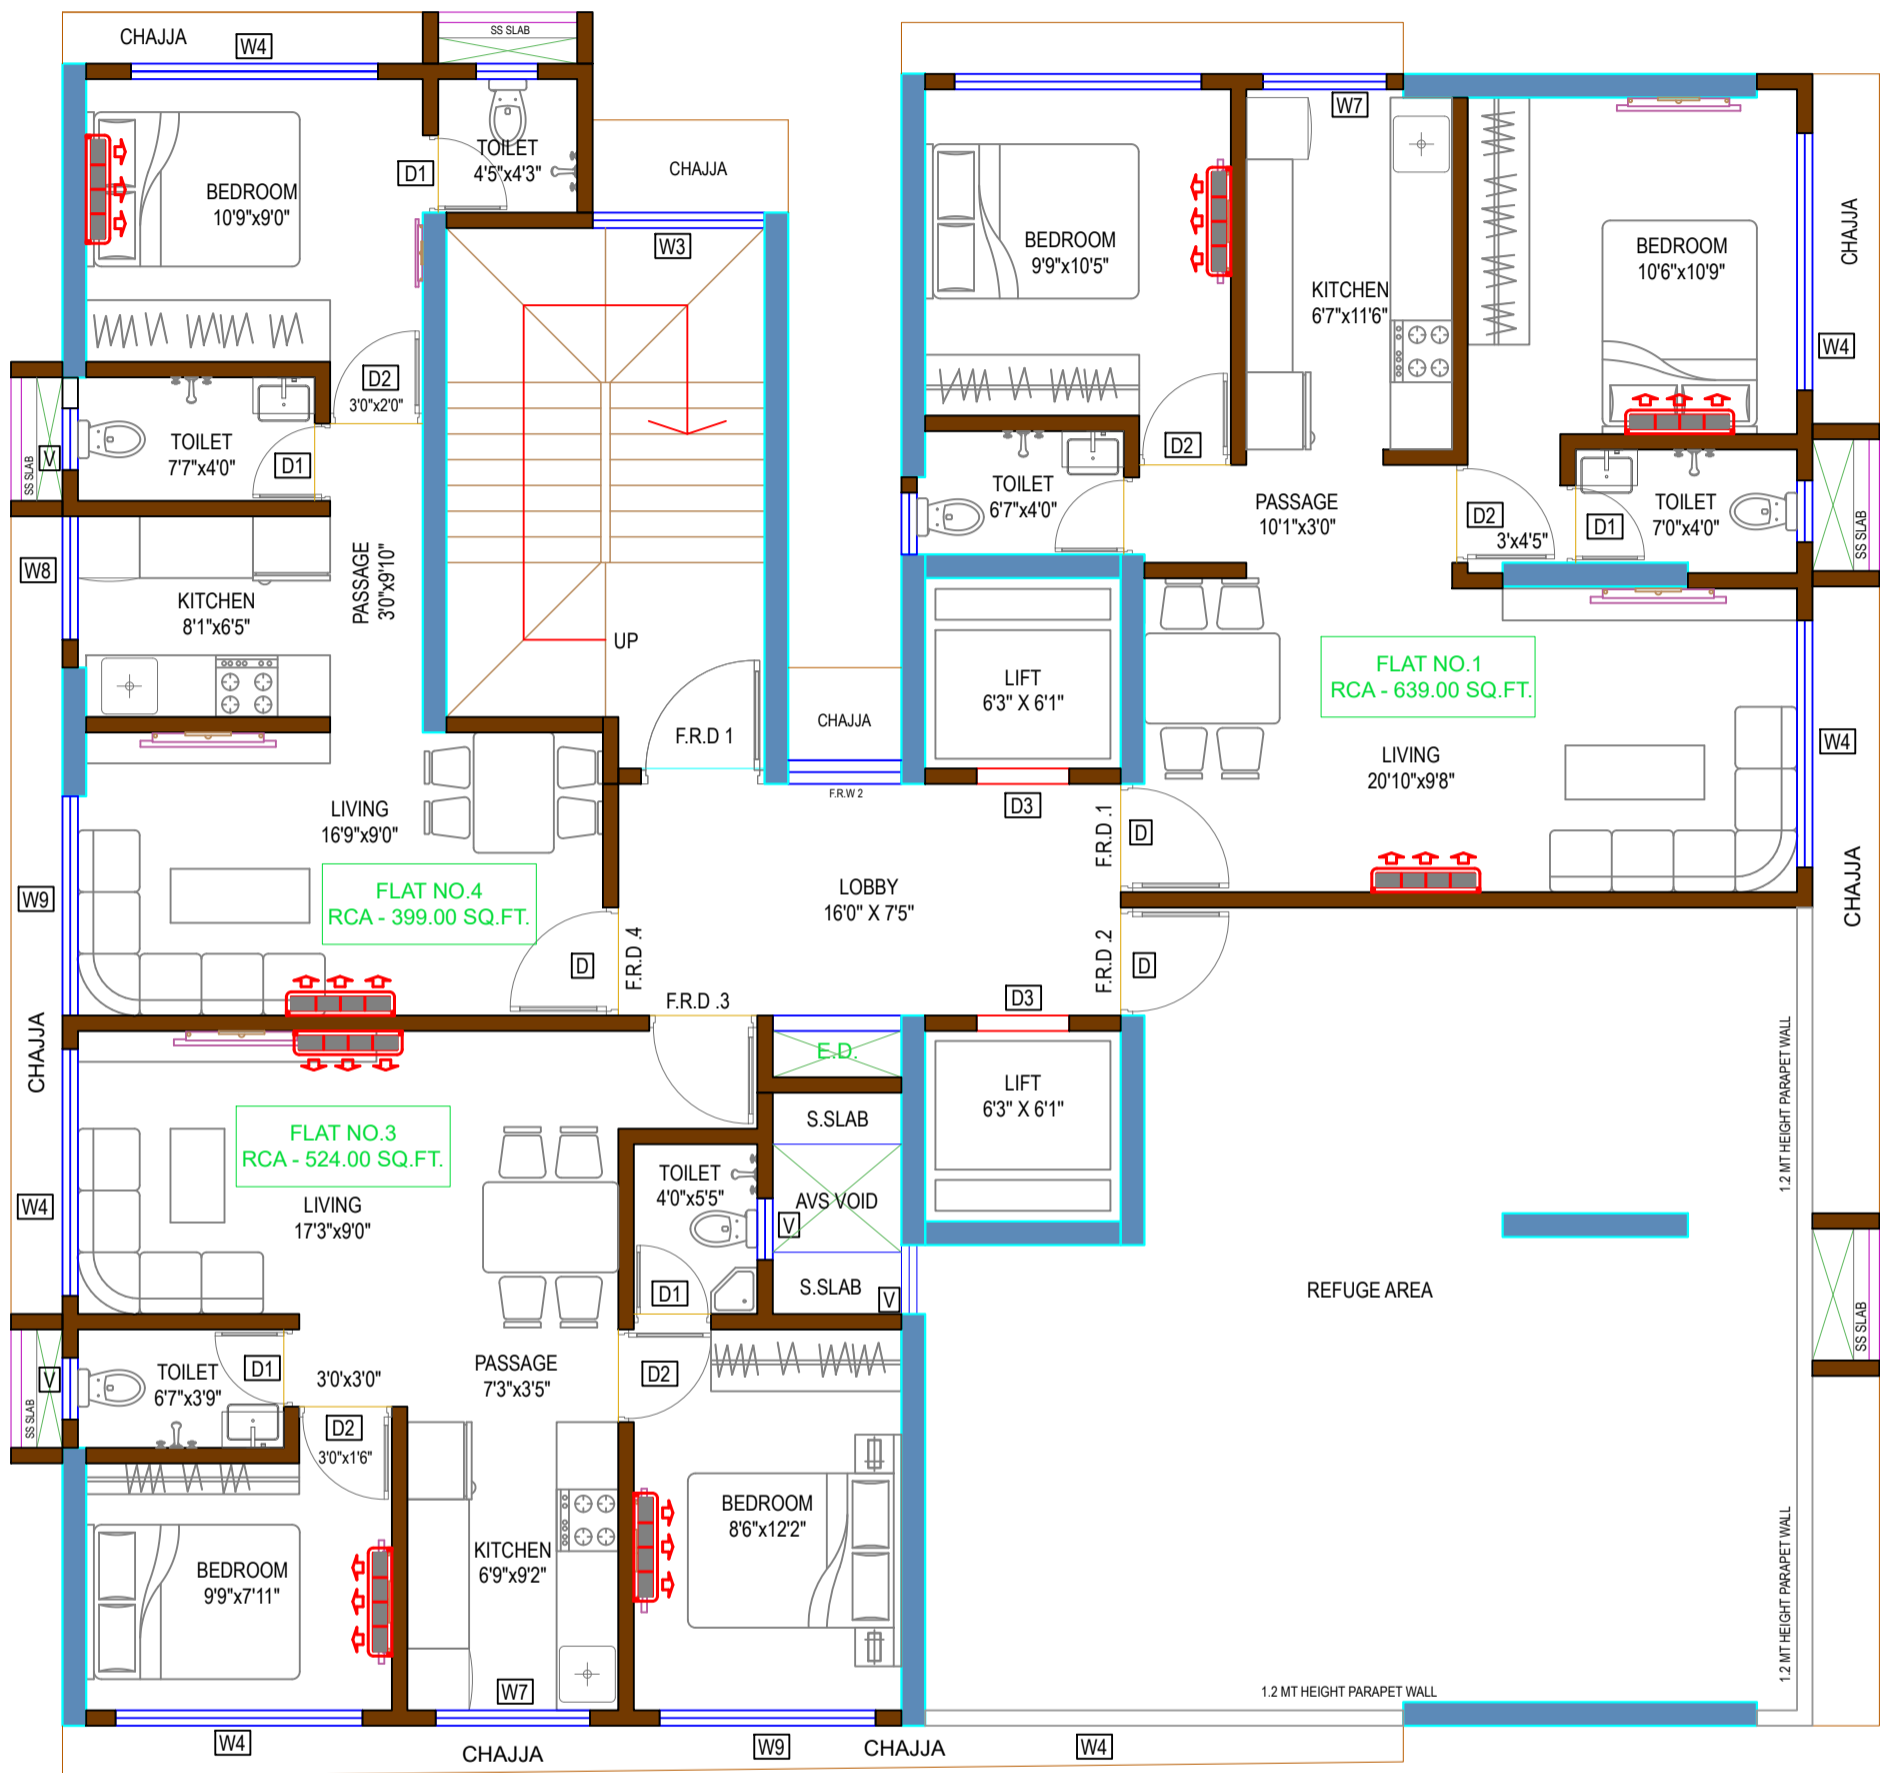 CHAJJA
W4
SS SLAB
TOILET
4'5"x4'3"
D1
BEDROOM
10'9"x9'0"
CHAJJA
W3
D2
3'0"x2'0"
TOILET
7'7"x4'0"
D1
V
SS SLAB
W8
KITCHEN
8'1"x6'5"
PASSAGE
3'0"x9'10"
UP
F.R.D 1
CHAJJA
F.R.W 2
LIVING
16'9"x9'0"
FLAT NO.4
RCA - 399.00 SQ.FT.
W9
D
F.R.D .4
F.R.D .3
LOBBY
16'0" X 7'5"
W7
BEDROOM
9'9"x10'5"
KITCHEN
6'7"x11'6"
BEDROOM
10'6"x10'9"
CHAJJA
W4
D2
TOILET
6'7"x4'0"
PASSAGE
10'1"x3'0"
D2
3'x4'5"
D1
TOILET
7'0"x4'0"
SS SLAB
LIFT
6'3" X 6'1"
D3
FLAT NO.1
RCA - 639.00 SQ.FT.
LIVING
20'10"x9'8"
W4
F.R.D .1
D
F.R.D .2
D
D3
CHAJJA
CHAJJA
E.D.
S.SLAB
AVS VOID
V
S.SLAB
V
LIFT
6'3" X 6'1"
FLAT NO.3
RCA - 524.00 SQ.FT.
LIVING
17'3"x9'0"
W4
TOILET
4'0"x5'5"
D1
1.2 MT HEIGHT PARAPET WALL
REFUGE AREA
SS SLAB
V
SS SLAB
TOILET
6'7"x3'9"
D1
3'0"x3'0"
D2
3'0"x1'6"
PASSAGE
7'3"x3'5"
D2
BEDROOM
9'9"x7'11"
KITCHEN
6'9"x9'2"
BEDROOM
8'6"x12'2"
1.2 MT HEIGHT PARAPET WALL
1.2 MT HEIGHT PARAPET WALL
W7
W4
CHAJJA
W9
CHAJJA
W4